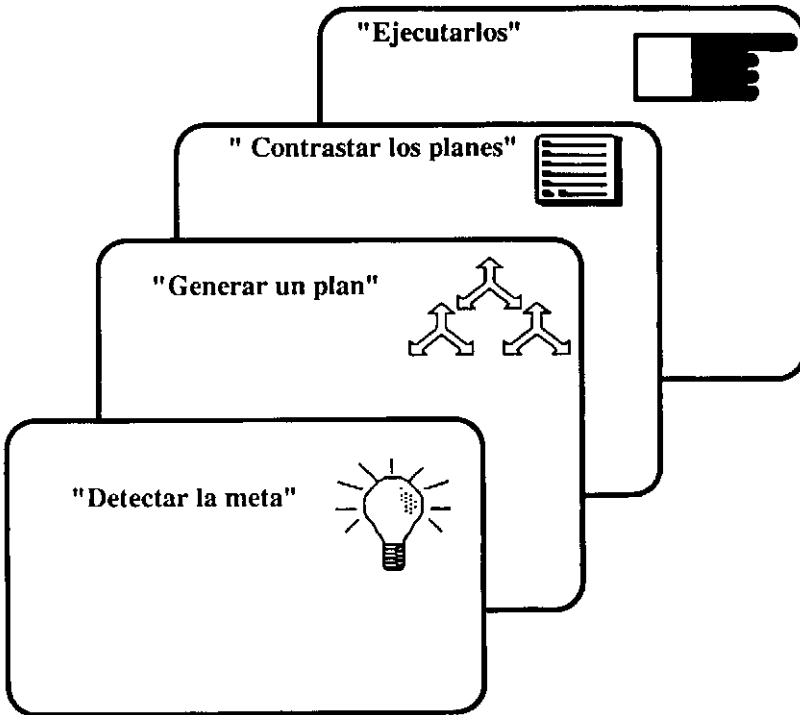 "Ejecutarlos"
" Contrastar los planes"
"Generar un plan"
"Detectar la meta"